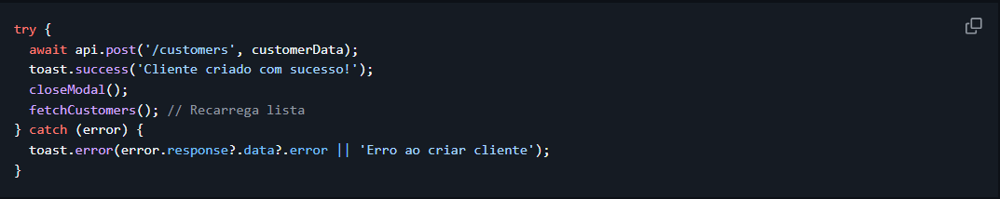 try {
  await api.post('/customers', customerData);
  toast.success('Cliente criado com sucesso!');
  closeModal();
  fetchCustomers(); // Recarrega lista
} catch (error) {
  toast.error(error.response?.data?.error || 'Erro ao criar cliente');
}